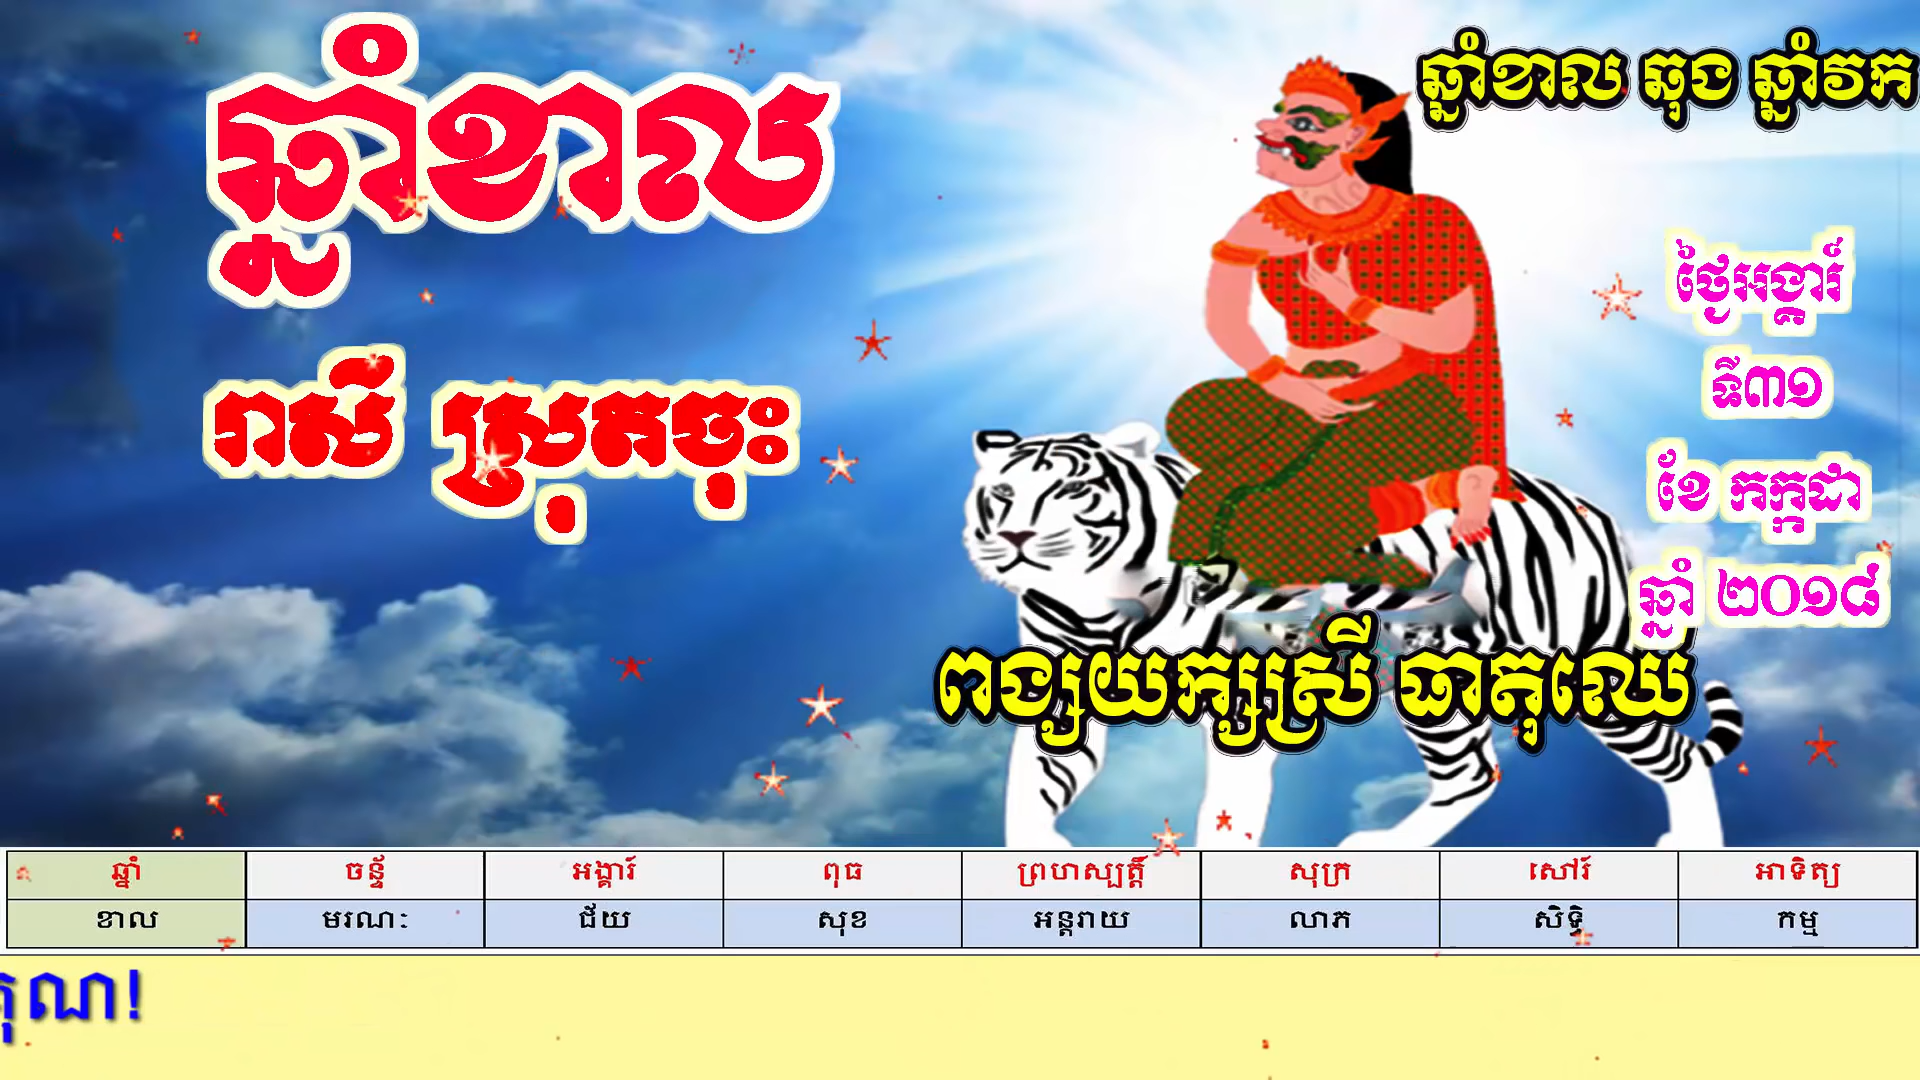 ឆ្នាំខាល
រាសី ស្រុតចុះ
ឆ្នាំខាល ឆុង ឆ្នាំវក
ថ្ងៃអង្គារ៍
ទី៣១
ខែ កក្កដា
ឆ្នាំ ២០១៨
ពង្សយក្សស្រី ធាតុឈើ
ឆ្នាំ ចន្ទ័ អង្គារ៍ ពុធ ព្រហស្បត្តិ៍ សុក្រ សៅរ៍ អាទិត្យ
ខាល មរណៈ ជ័យ សុខ អន្តរាយ លាភ សិទ្ធិ កម្ម
គុណ!